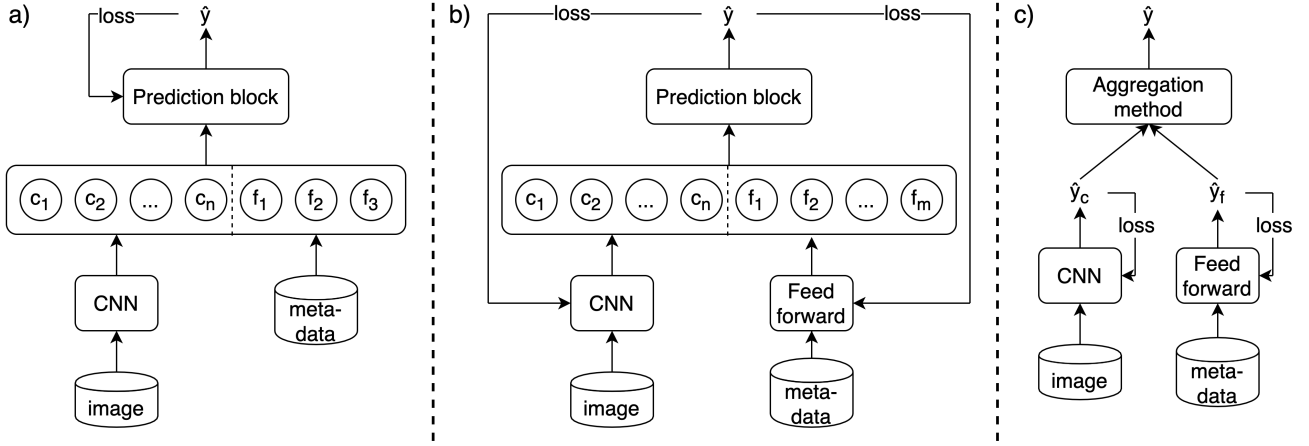 a)
loss
ŷ
Prediction block
c1
c2
...
cn
f1
f2
f3
CNN
meta-
data
image
b)
loss
ŷ
loss
Prediction block
c1
c2
...
cn
f1
f2
...
fm
CNN
Feed
forward
image
meta-
data
c)
ŷ
Aggregation
method
ŷc
ŷf
loss
loss
CNN
Feed
forward
image
meta-
data